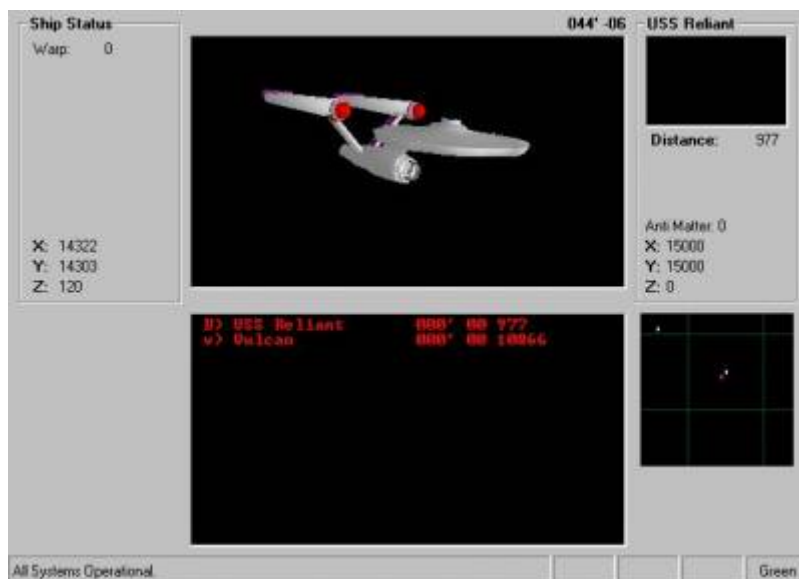 Ship Status
Warp: 0
X: 14322
Y: 14303
Z: 120
044' -06
USS Reliant
Distance: 977
Anti Matter: 0
X: 15000
Y: 15000
Z: 0
B) USS Reliant 000' 00 977
v) Vulcan 000' 00 10866
All Systems Operational.
Green